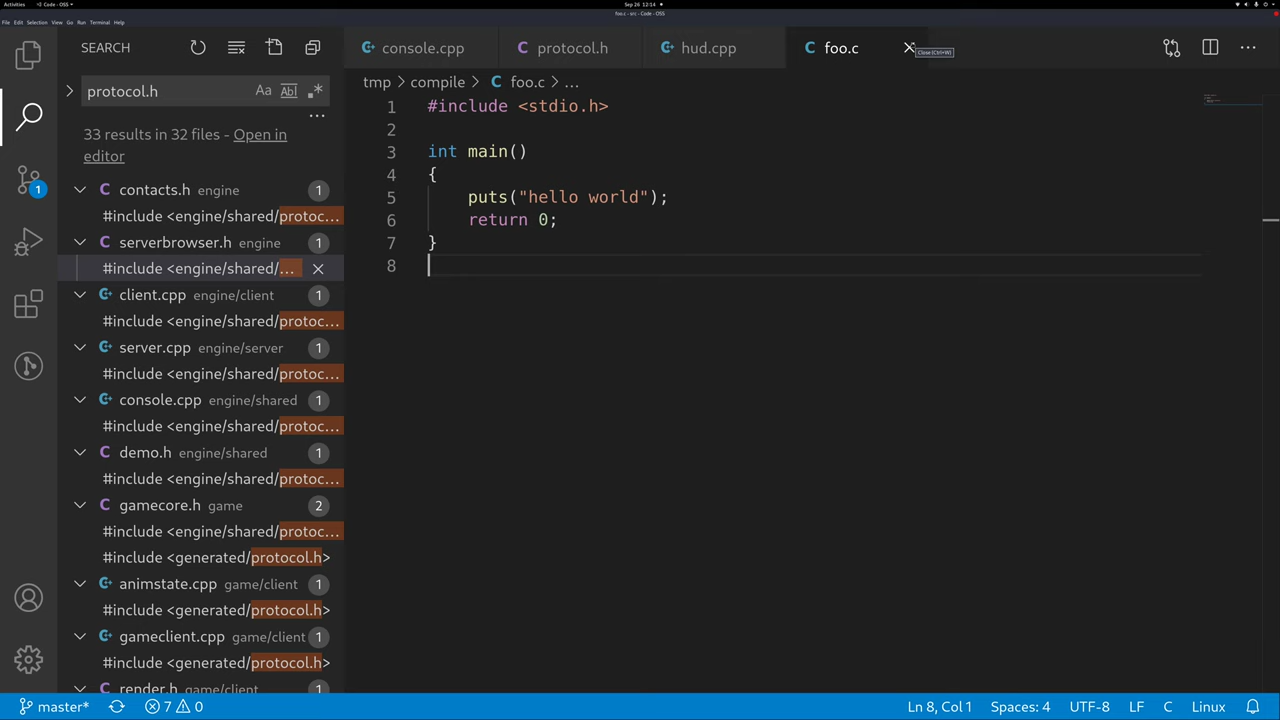 Activities
Code - OSS
Sep 26 12:14
foo.c - src - Code - OSS
File Edit Selection View Go Run Terminal Help
SEARCH
console.cpp
protocol.h
hud.cpp
foo.c
Close (Ctrl+W)
protocol.h
Aa
Abl
33 results in 32 files - Open in
editor
contacts.h engine 1
#include <engine/shared/protoc...
serverbrowser.h engine 1
#include <engine/shared/...
client.cpp engine/client 1
#include <engine/shared/protoc...
server.cpp engine/server 1
#include <engine/shared/protoc...
console.cpp engine/shared 1
#include <engine/shared/protoc...
demo.h engine/shared 1
#include <engine/shared/protoc...
gamecore.h game 2
#include <engine/shared/protoc...
#include <generated/protocol.h>
animstate.cpp game/client 1
#include <generated/protocol.h>
gameclient.cpp game/client 1
#include <generated/protocol.h>
render.h game/client
1
tmp > compile > C foo.c > ...
1 #include <stdio.h>
2
3 int main()
4 {
5 puts("hello world");
6 return 0;
7 }
8
master*
7
0
Ln 8, Col 1
Spaces: 4
UTF-8
LF
C
Linux